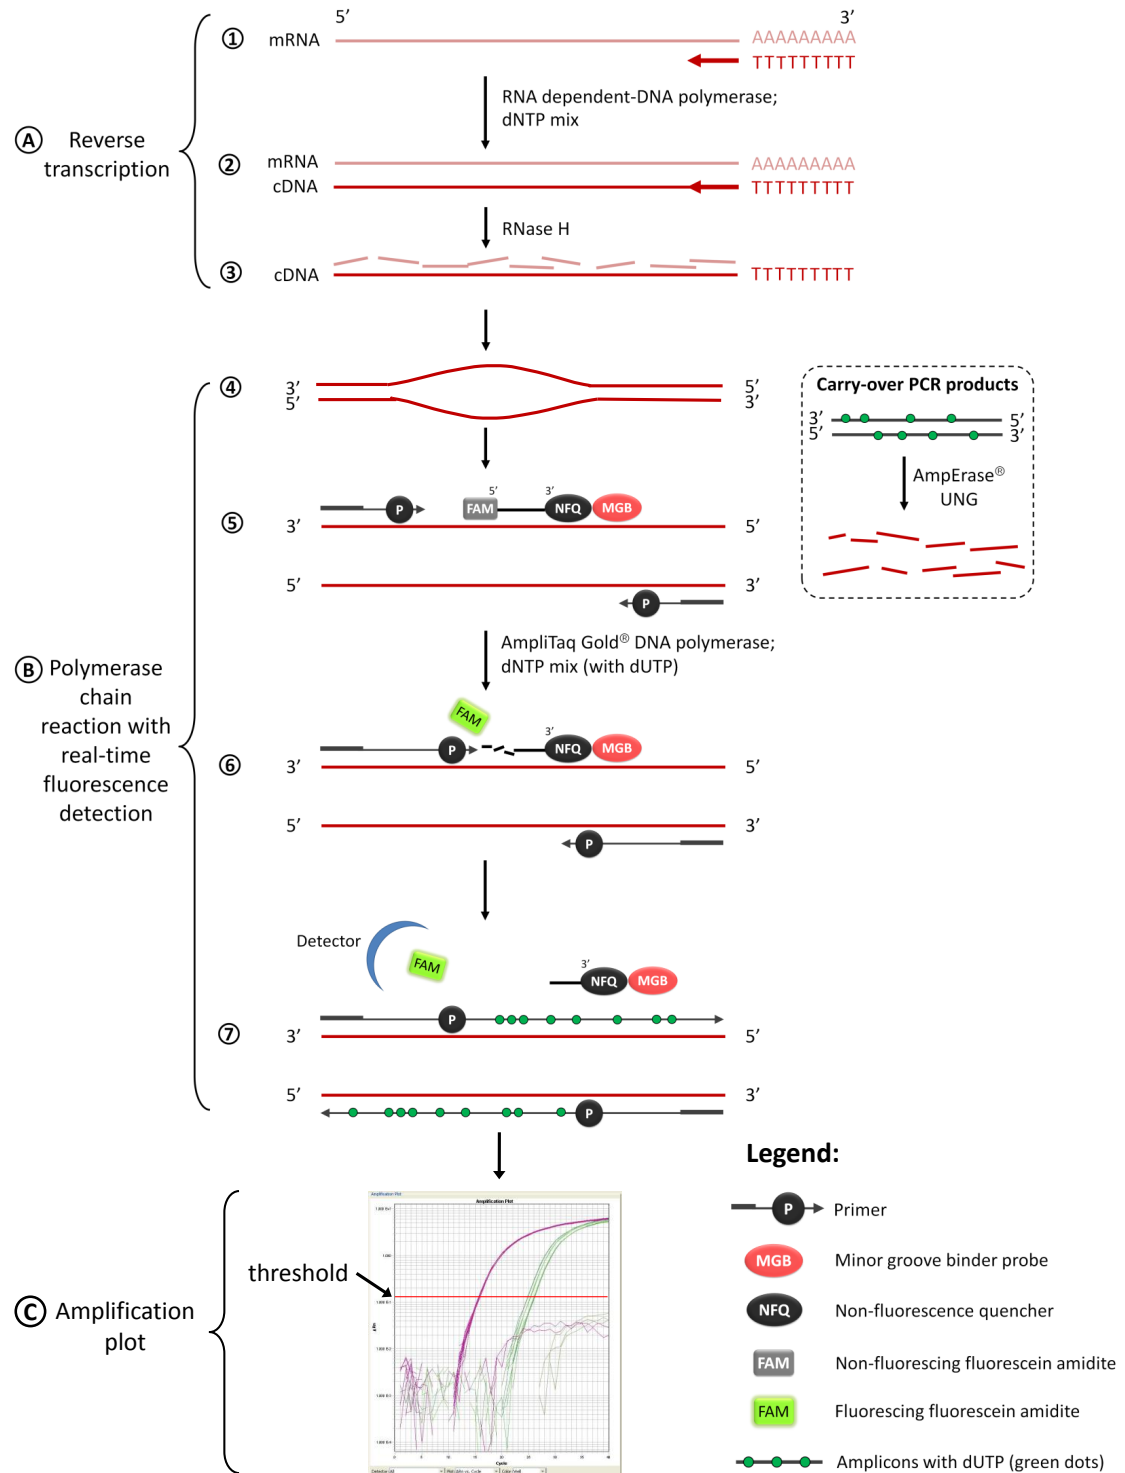 5’ 3’
① mRNA AAAAAAAAA
TTTTTTTTT
RNA dependent-DNA polymerase;
dNTP mix
Ⓐ Reverse
transcription
② mRNA AAAAAAAAA
cDNA TTTTTTTTT
RNase H
③ cDNA TTTTTTTTT
④ 3’ 5’
5’ 3’
Carry-over PCR products
3’ 5’
5’ 3’
AmpErase®
UNG
5’ 3’
P FAM NFQ MGB
⑤ 3’ 5’
5’ 3’
P
AmpliTaq Gold® DNA polymerase;
dNTP mix (with dUTP)
Ⓑ Polymerase
chain
reaction with
real-time
fluorescence
detection
FAM
3’
P NFQ MGB
⑥ 3’ 5’
5’ 3’
P
Detector
FAM
3’
NFQ MGB
P
⑦ 3’ 5’
5’ 3’
P
Legend:
P Primer
MGB Minor groove binder probe
NFQ Non-fluorescence quencher
FAM Non-fluorescing fluorescein amidite
FAM Fluorescing fluorescein amidite
Amplicons with dUTP (green dots)
Ⓒ Amplification
plot
threshold
Amplification Plot
Amplification Plot
Cycle